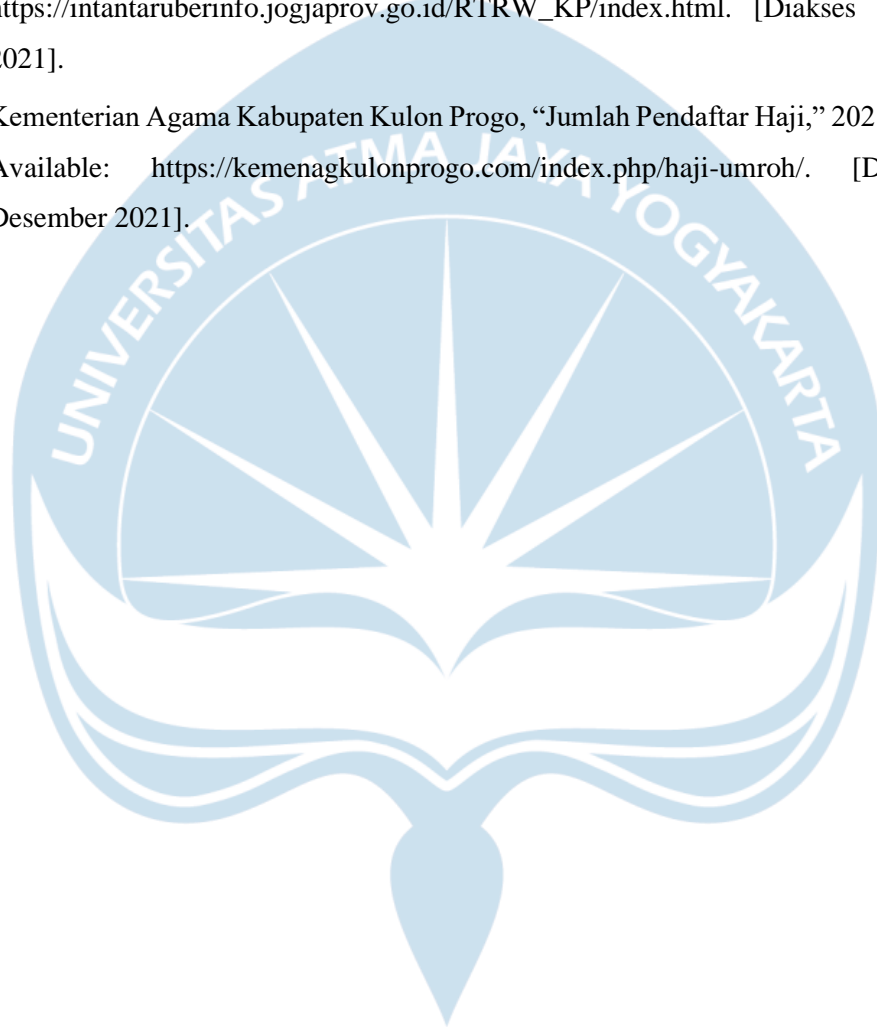 https://intantaruberinfo.jogjaprov.go.id/RTRW_KP/index.html. [Diakses
2021].
Kementerian Agama Kabupaten Kulon Progo, “Jumlah Pendaftar Haji,” 202
Available: https://kemenagkulonprogo.com/index.php/haji-umroh/. [D
Desember 2021].
UNIVERSITAS ATMA JAYA YOGYAKARTA